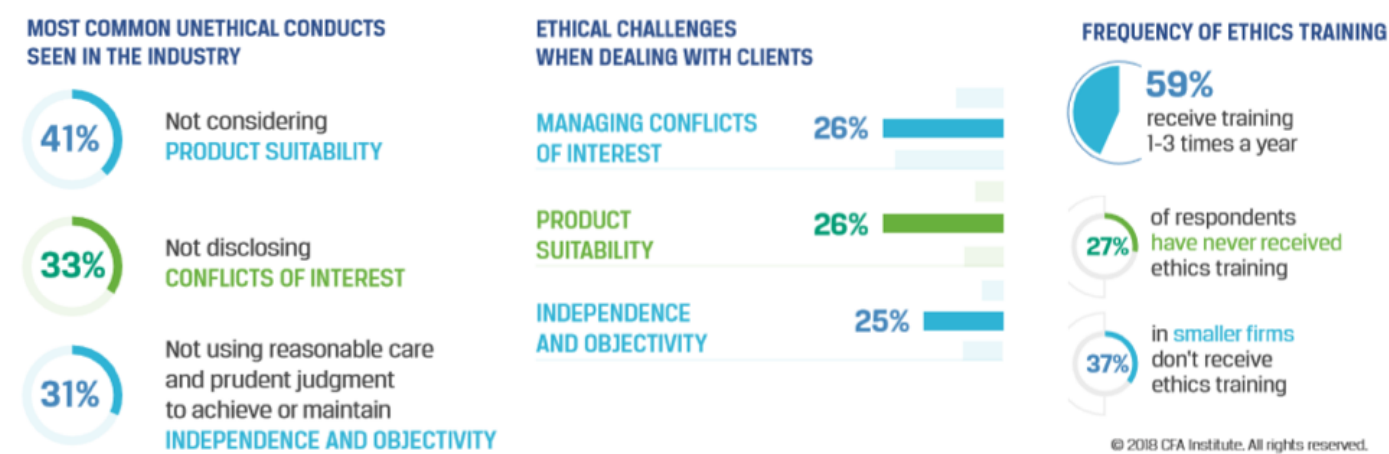 MOST COMMON UNETHICAL CONDUCTS
SEEN IN THE INDUSTRY
41%
Not considering
PRODUCT SUITABILITY
33%
Not disclosing
CONFLICTS OF INTEREST
31%
Not using reasonable care
and prudent judgment
to achieve or maintain
INDEPENDENCE AND OBJECTIVITY
ETHICAL CHALLENGES
WHEN DEALING WITH CLIENTS
MANAGING CONFLICTS
OF INTEREST
26%
PRODUCT
SUITABILITY
26%
INDEPENDENCE
AND OBJECTIVITY
25%
FREQUENCY OF ETHICS TRAINING
59%
receive training
1-3 times a year
27%
of respondents
have never received
ethics training
37%
in smaller firms
don't receive
ethics training
© 2018 CFA Institute. All rights reserved.